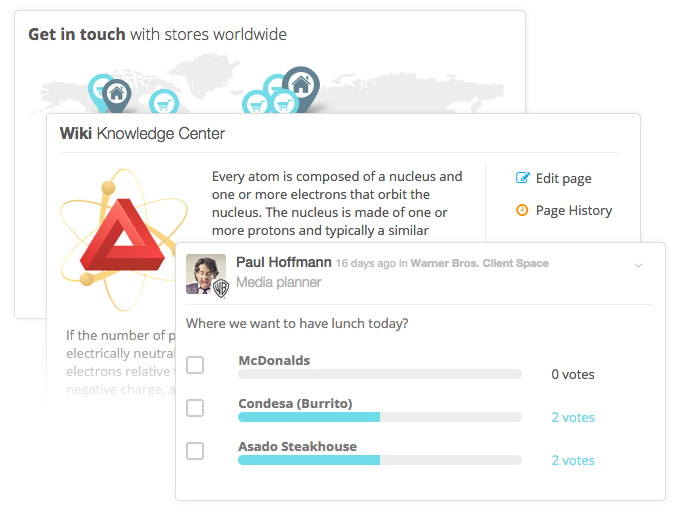 Get in touch with stores worldwide
Wiki Knowledge Center
Every atom is composed of a nucleus and
one or more electrons that orbit the
nucleus. The nucleus is made of one or
more protons and typically a similar
Edit page
Page History
If the number of p
electrically neutral
electrons relative
negative charge, a
Paul Hoffmann 16 days ago in Warner Bros. Client Space
Media planner
WB
Where we want to have lunch today?
McDonalds
0 votes
Condesa (Burrito)
2 votes
Asado Steakhouse
2 votes